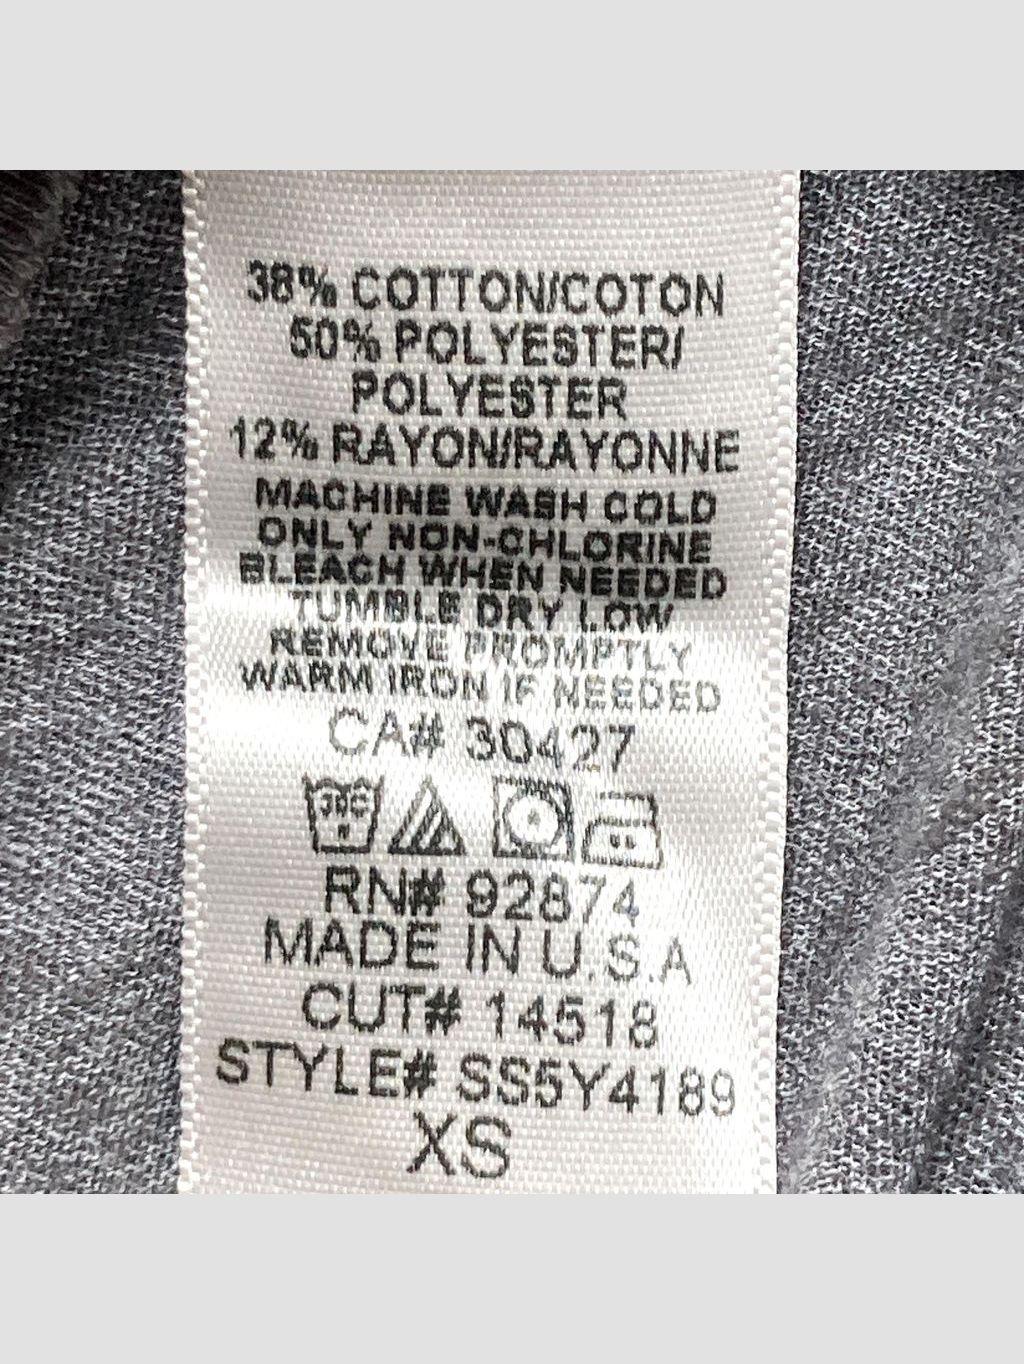 38% COTTON/COTON
50% POLYESTER/
POLYESTER
12% RAYON/RAYONNE
MACHINE WASH COLD
ONLY NON-CHLORINE
BLEACH WHEN NEEDED
TUMBLE DRY LOW
REMOVE PROMPTLY
WARM IRON IF NEEDED
CA# 30427
30C
RN# 92874
MADE IN U.S.A
CUT# 14518
STYLE# SS5Y4189
XS